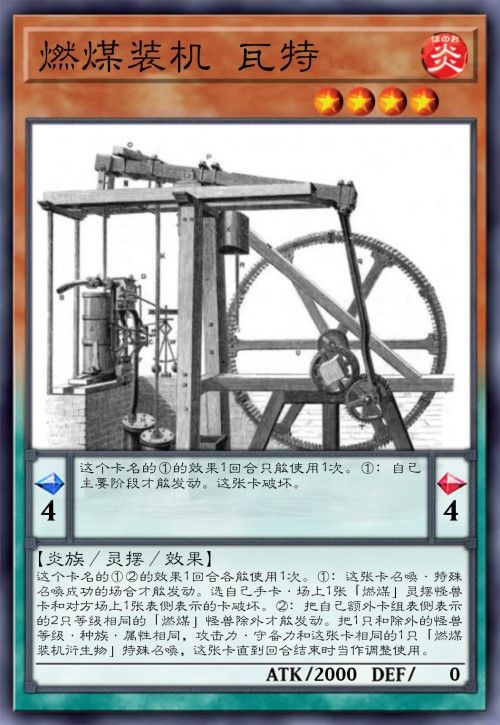 燃煤装机 瓦特
ほのお
炎
这个卡名的①的效果1回合只能使用1次。①：自己
主要阶段才能发动。这张卡破坏。
4
4
【炎族／灵摆／效果】
这个卡名的①②的效果1回合各能使用1次。①：这张卡召唤·特殊
召唤成功的场合才能发动。选自己手卡·场上1张「燃煤」灵摆怪兽
卡和对方场上1张表侧表示的卡破坏。②：把自己额外卡组表侧表示
的2只等级相同的「燃煤」怪兽除外才能发动。把1只和除外的怪兽
等级·种族·属性相同，攻击力·守备力和这张卡相同的1只「燃煤
装机衍生物」特殊召唤，这张卡直到回合结束时当作调整使用。
ATK/2000 DEF/ 0